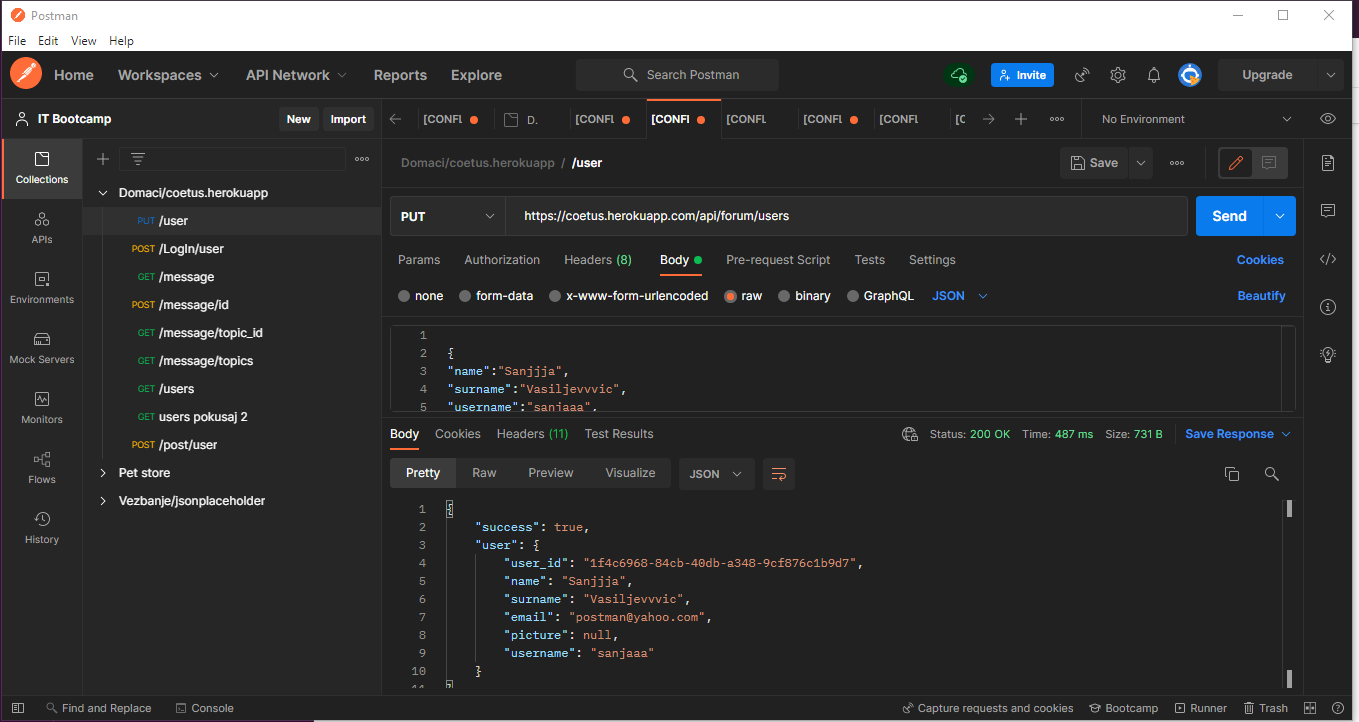 Postman
File Edit View Help
Home Workspaces API Network Reports Explore Search Postman Invite Upgrade
IT Bootcamp New Import [CONFL D. [CONFL [CONFL [CONFL [CONFL [CONFL [C No Environment
Domaci/coetus.herokuapp / /user Save
Collections
APIs
Environments
Mock Servers
Monitors
Flows
History
Domaci/coetus.herokuapp
PUT /user
POST /LogIn/user
GET /message
POST /message/id
GET /message/topic_id
GET /message/topics
GET /users
GET users pokusaj 2
POST /post/user
Pet store
Vezbanje/jsonplaceholder
PUT https://coetus.herokuapp.com/api/forum/users Send
Params Authorization Headers (8) Body Pre-request Script Tests Settings Cookies
none form-data x-www-form-urlencoded raw binary GraphQL JSON Beautify
1
2 {
3 "name":"Sanjjja",
4 "surname":"Vasiljevvvic",
5 "username":"sanjaaa",
Body Cookies Headers (11) Test Results Status: 200 OK Time: 487 ms Size: 731 B Save Response
Pretty Raw Preview Visualize JSON
1 {
2 "success": true,
3 "user": {
4 "user_id": "1f4c6968-84cb-40db-a348-9cf876c1b9d7",
5 "name": "Sanjjja",
6 "surname": "Vasiljevvvic",
7 "email": "postman@yahoo.com",
8 "picture": null,
9 "username": "sanjaaa"
10 }
11 }
Find and Replace Console Capture requests and cookies Bootcamp Runner Trash